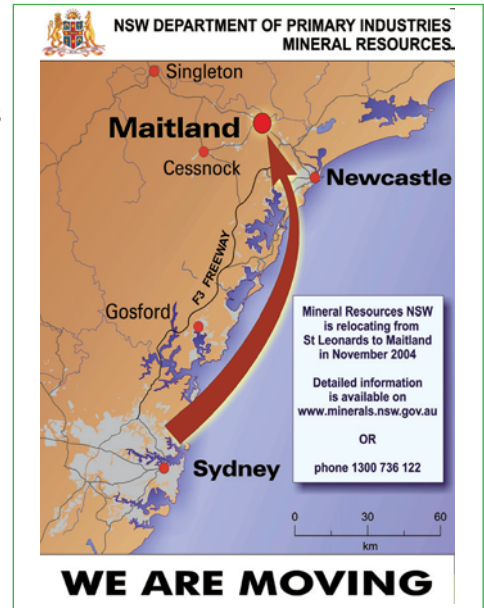 NSW DEPARTMENT OF PRIMARY INDUSTRIES
MINERAL RESOURCES
Singleton
Maitland
Cessnock
Newcastle
F3 FREEWAY
Gosford
Mineral Resources NSW
is relocating from
St Leonards to Maitland
in November 2004
Detailed information
is available on
www.minerals.nsw.gov.au
OR
phone 1300 736 122
Sydney
0 30 60
km
WE ARE MOVING